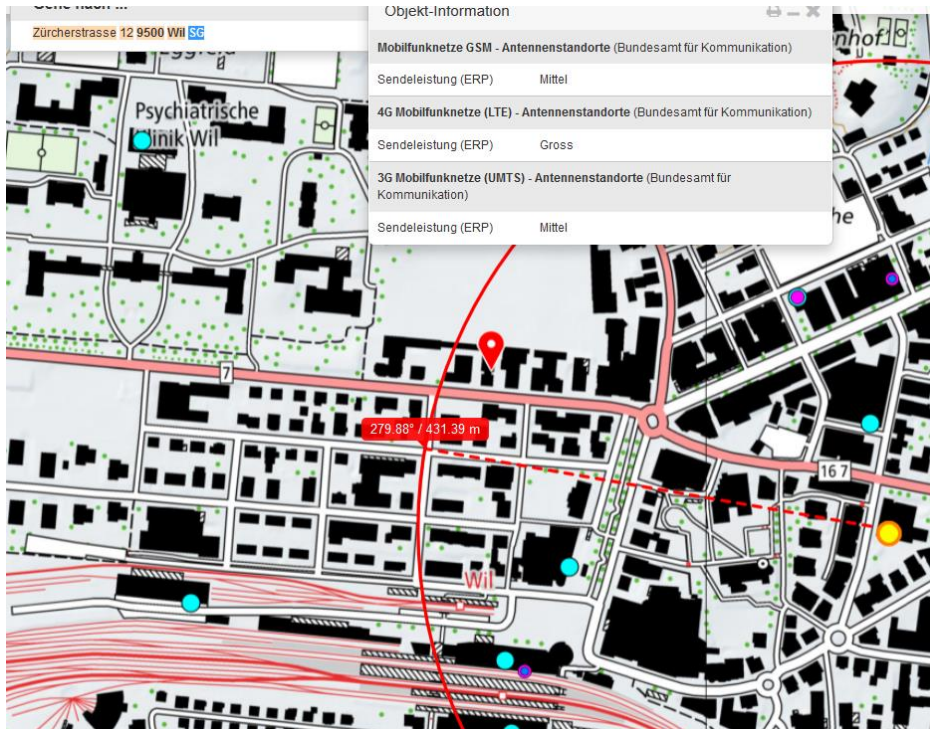 Gehe nach ...
Zürcherstrasse 12 9500 Wil SG
Objekt-Information
Mobilfunknetze GSM - Antennenstandorte (Bundesamt für Kommunikation)
Sendeleistung (ERP) Mittel
4G Mobilfunknetze (LTE) - Antennenstandorte (Bundesamt für Kommunikation)
Sendeleistung (ERP) Gross
3G Mobilfunknetze (UMTS) - Antennenstandorte (Bundesamt für
Kommunikation)
Sendeleistung (ERP) Mittel
Psychiatrische
Klinik Wil
7
279.88° / 431.39 m
16 7
Wil